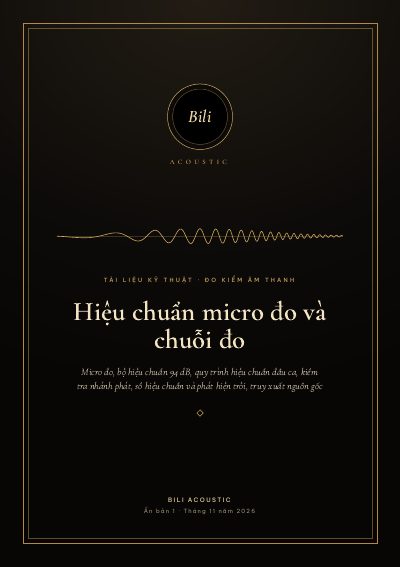 Bili
ACOUSTIC
TÀI LIỆU KỸ THUẬT · ĐO KIỂM ÂM THANH
Hiệu chuẩn micro đo và
chuỗi đo
Micro đo, bộ hiệu chuẩn 94 dB, quy trình hiệu chuẩn đầu ca, kiểm
tra nhánh phát, sổ hiệu chuẩn và phát hiện trôi, truy xuất nguồn gốc
BILI ACOUSTIC
Ấn bản 1 · Tháng 11 năm 2026